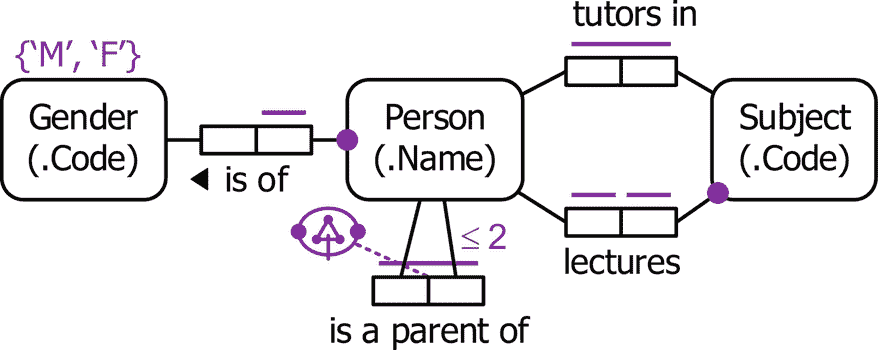 tutors in
{‘M’, ‘F’}
Gender
(.Code)
Person
(.Name)
Subject
(.Code)
◀ is of
≤ 2
lectures
is a parent of